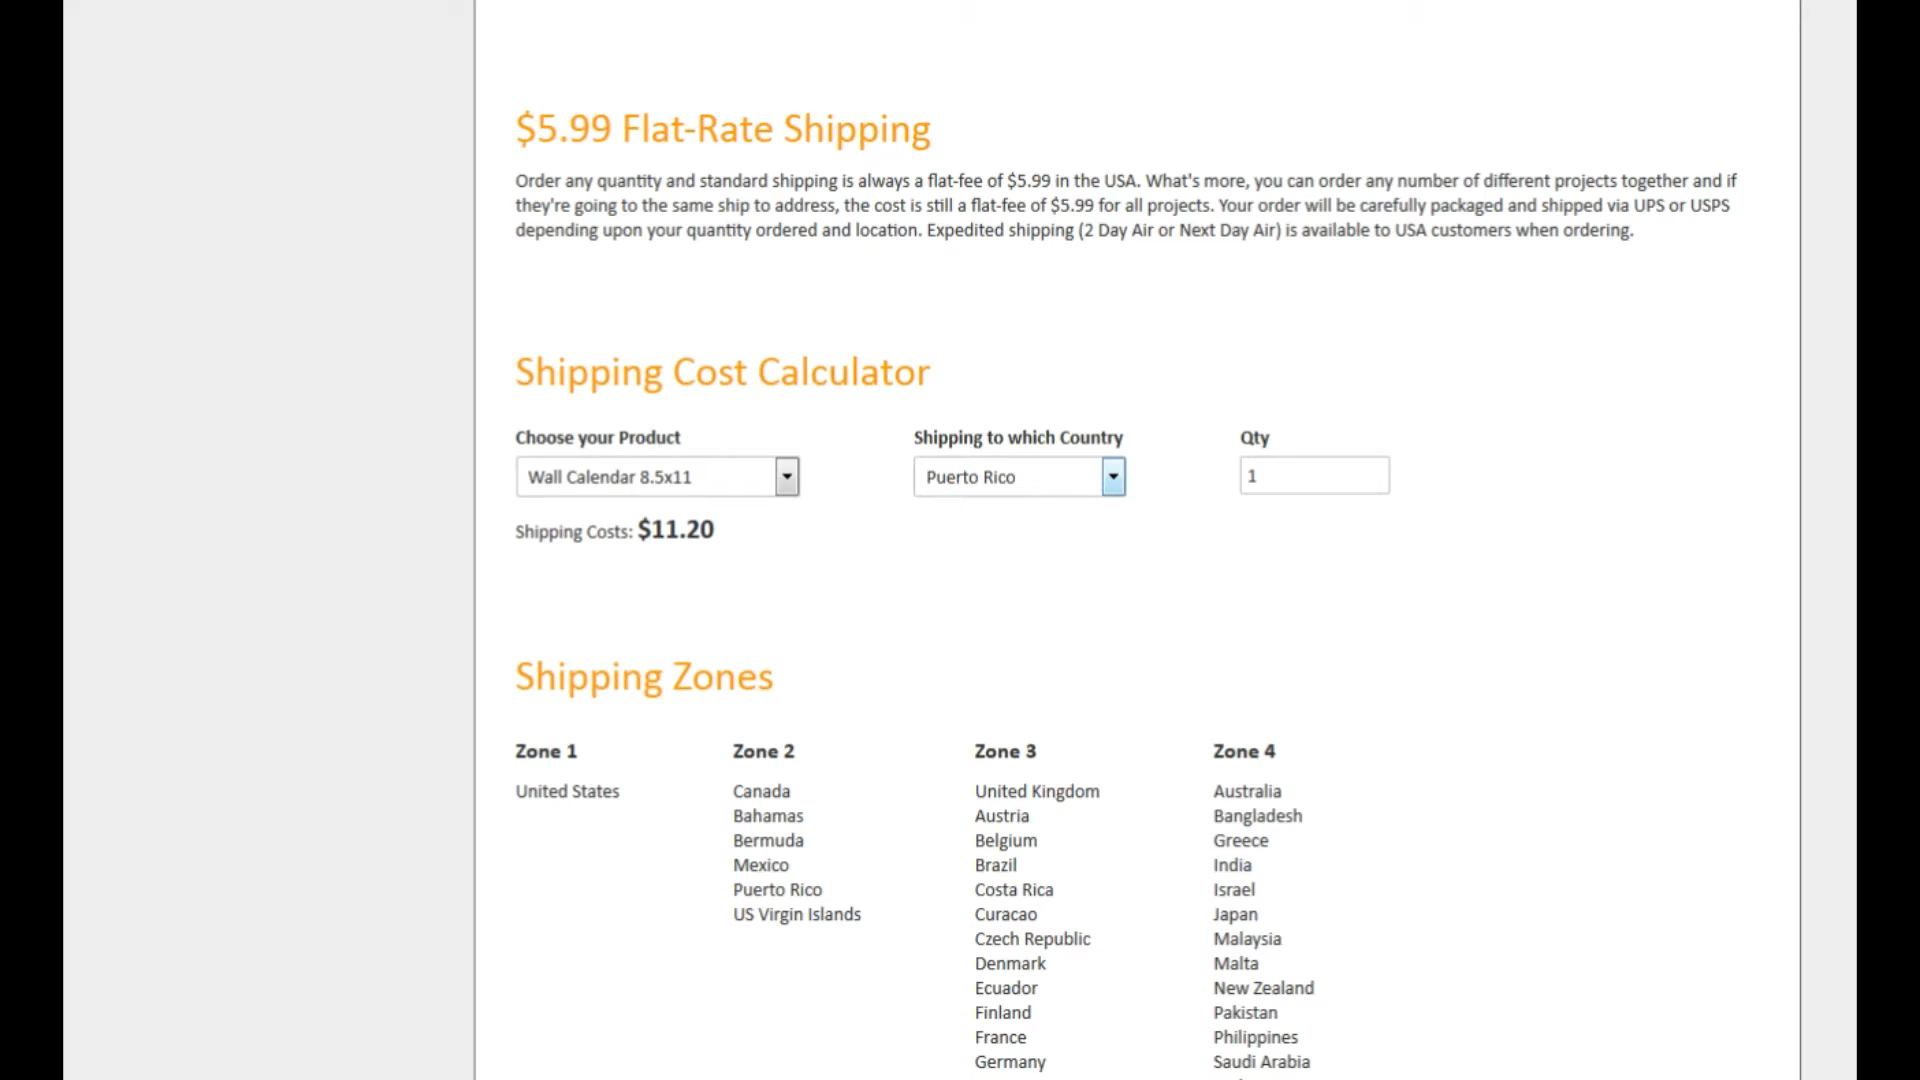 $5.99 Flat-Rate Shipping
Order any quantity and standard shipping is always a flat-fee of $5.99 in the USA. What's more, you can order any number of different projects together and if
they're going to the same ship to address, the cost is still a flat-fee of $5.99 for all projects. Your order will be carefully packaged and shipped via UPS or USPS
depending upon your quantity ordered and location. Expedited shipping (2 Day Air or Next Day Air) is available to USA customers when ordering.
Shipping Cost Calculator
Choose your Product Shipping to which Country Qty
Wall Calendar 8.5x11 Puerto Rico 1
Shipping Costs: $11.20
Shipping Zones
Zone 1 Zone 2 Zone 3 Zone 4
United States Canada United Kingdom Australia
Bahamas Austria Bangladesh
Bermuda Belgium Greece
Mexico Brazil India
Puerto Rico Costa Rica Israel
US Virgin Islands Curacao Japan
Czech Republic Malaysia
Denmark Malta
Ecuador New Zealand
Finland Pakistan
France Philippines
Germany Saudi Arabia